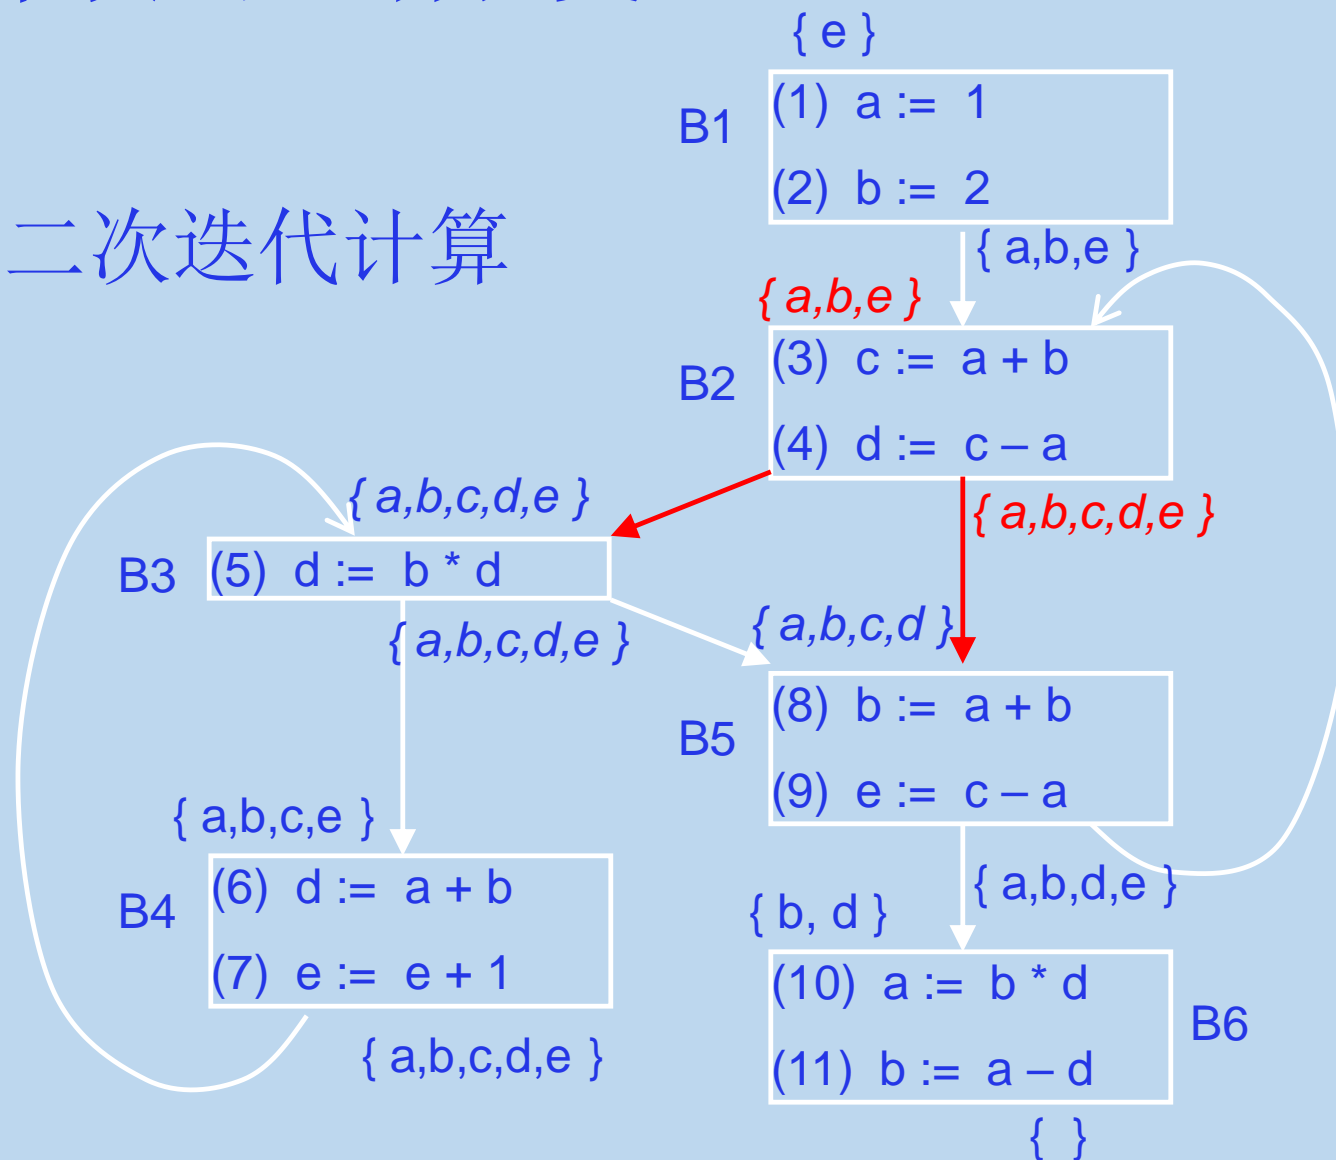 { e }
B1
(1) a := 1
(2) b := 2
二次迭代计算
{ a,b,e }
{ a,b,e }
B2
(3) c := a + b
(4) d := c – a
{ a,b,c,d,e }
{ a,b,c,d,e }
B3
(5) d := b * d
{ a,b,c,d,e }
{ a,b,c,d }
B5
(8) b := a + b
(9) e := c – a
{ a,b,c,e }
B4
(6) d := a + b
(7) e := e + 1
{ a,b,c,d,e }
{ a,b,d,e }
{ b, d }
(10) a := b * d
(11) b := a – d
B6
{ }